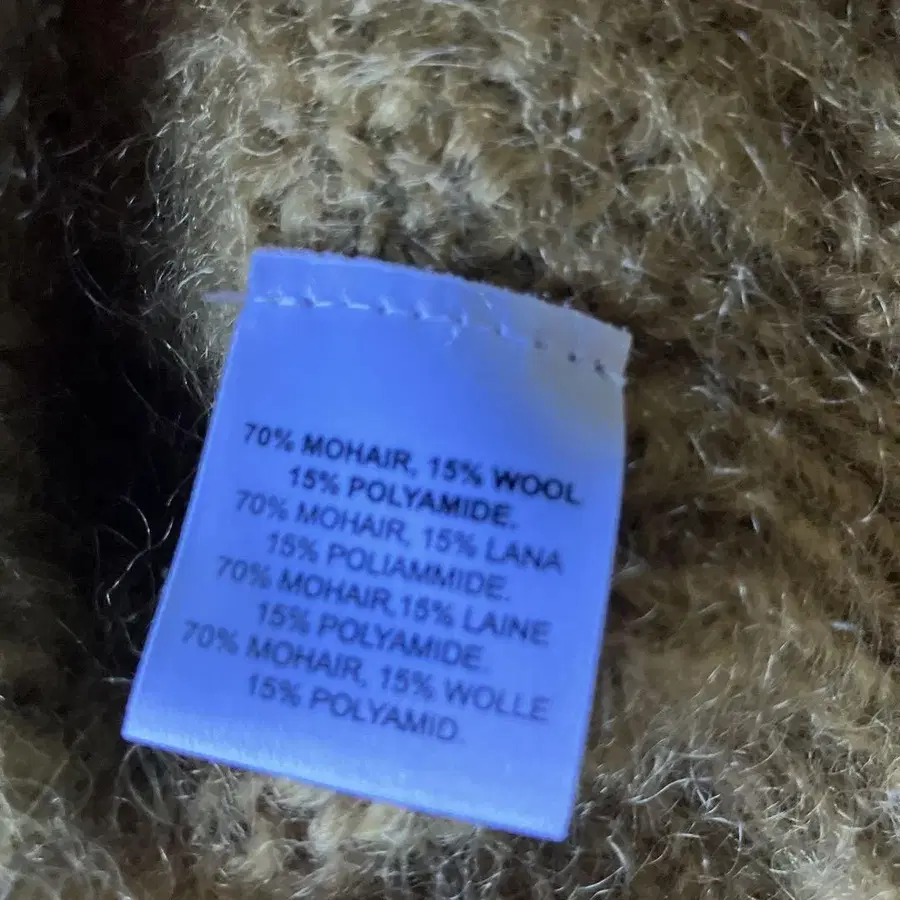 70% MOHAIR, 15% WOOL
15% POLYAMIDE.
70% MOHAIR, 15% LANA
15% POLIAMMIDE.
70% MOHAIR,15% LAINE
15% POLYAMIDE.
70% MOHAIR, 15% WOLLE
15% POLYAMID.